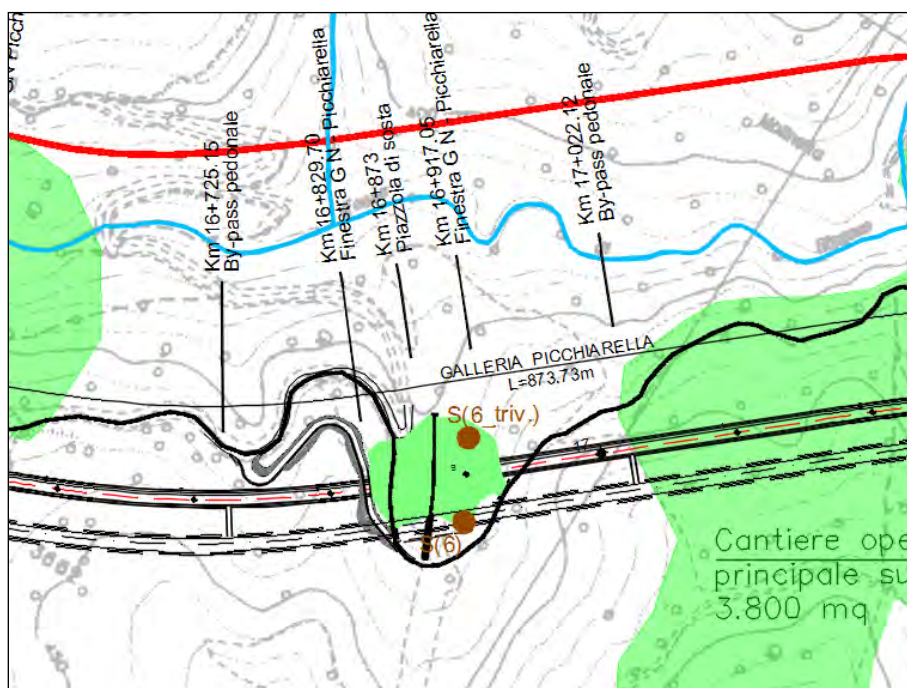 Km 16+725.15
By-pass pedonale
Km 16+829.70
Finestra G N Picchiarella
Km 16+873
Piazzola di sosta
Km 16+917.05
Finestra G N - Picchiarella
Km 17+022.12
By-pass pedonale
GALLERIA PICCHIARELLA
L=873.73m
S(6_triv.)
17
S(6)
Cantiere ope
principale su
3.800 mq